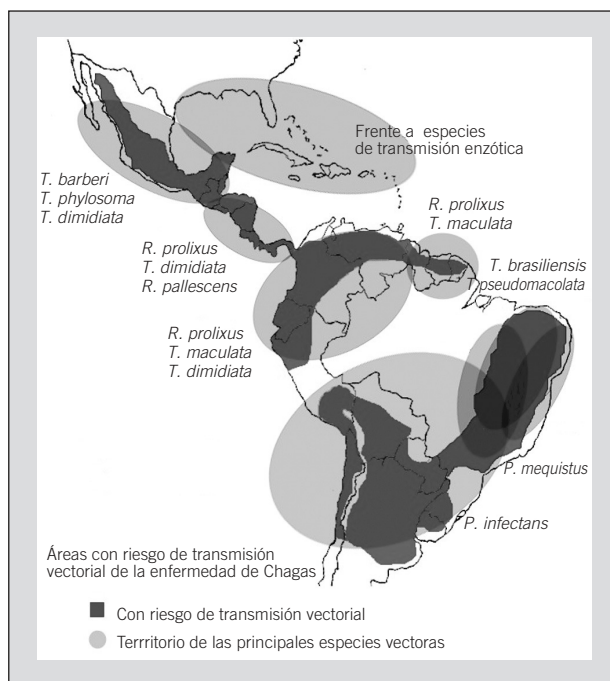 Frente a especies
de transmisión enzótica
T. barberi
T. phylosoma
T. dimidiata
R. prolixus
T. maculata
R. prolixus
T. dimidiata
R. pallescens
T. brasiliensis
T pseudomacolata
R. prolixus
T. maculata
T. dimidiata
P. mequistus
P. infectans
Áreas con riesgo de transmisión
vectorial de la enfermedad de Chagas
Con riesgo de transmisión vectorial
Terrritorio de las principales especies vectoras